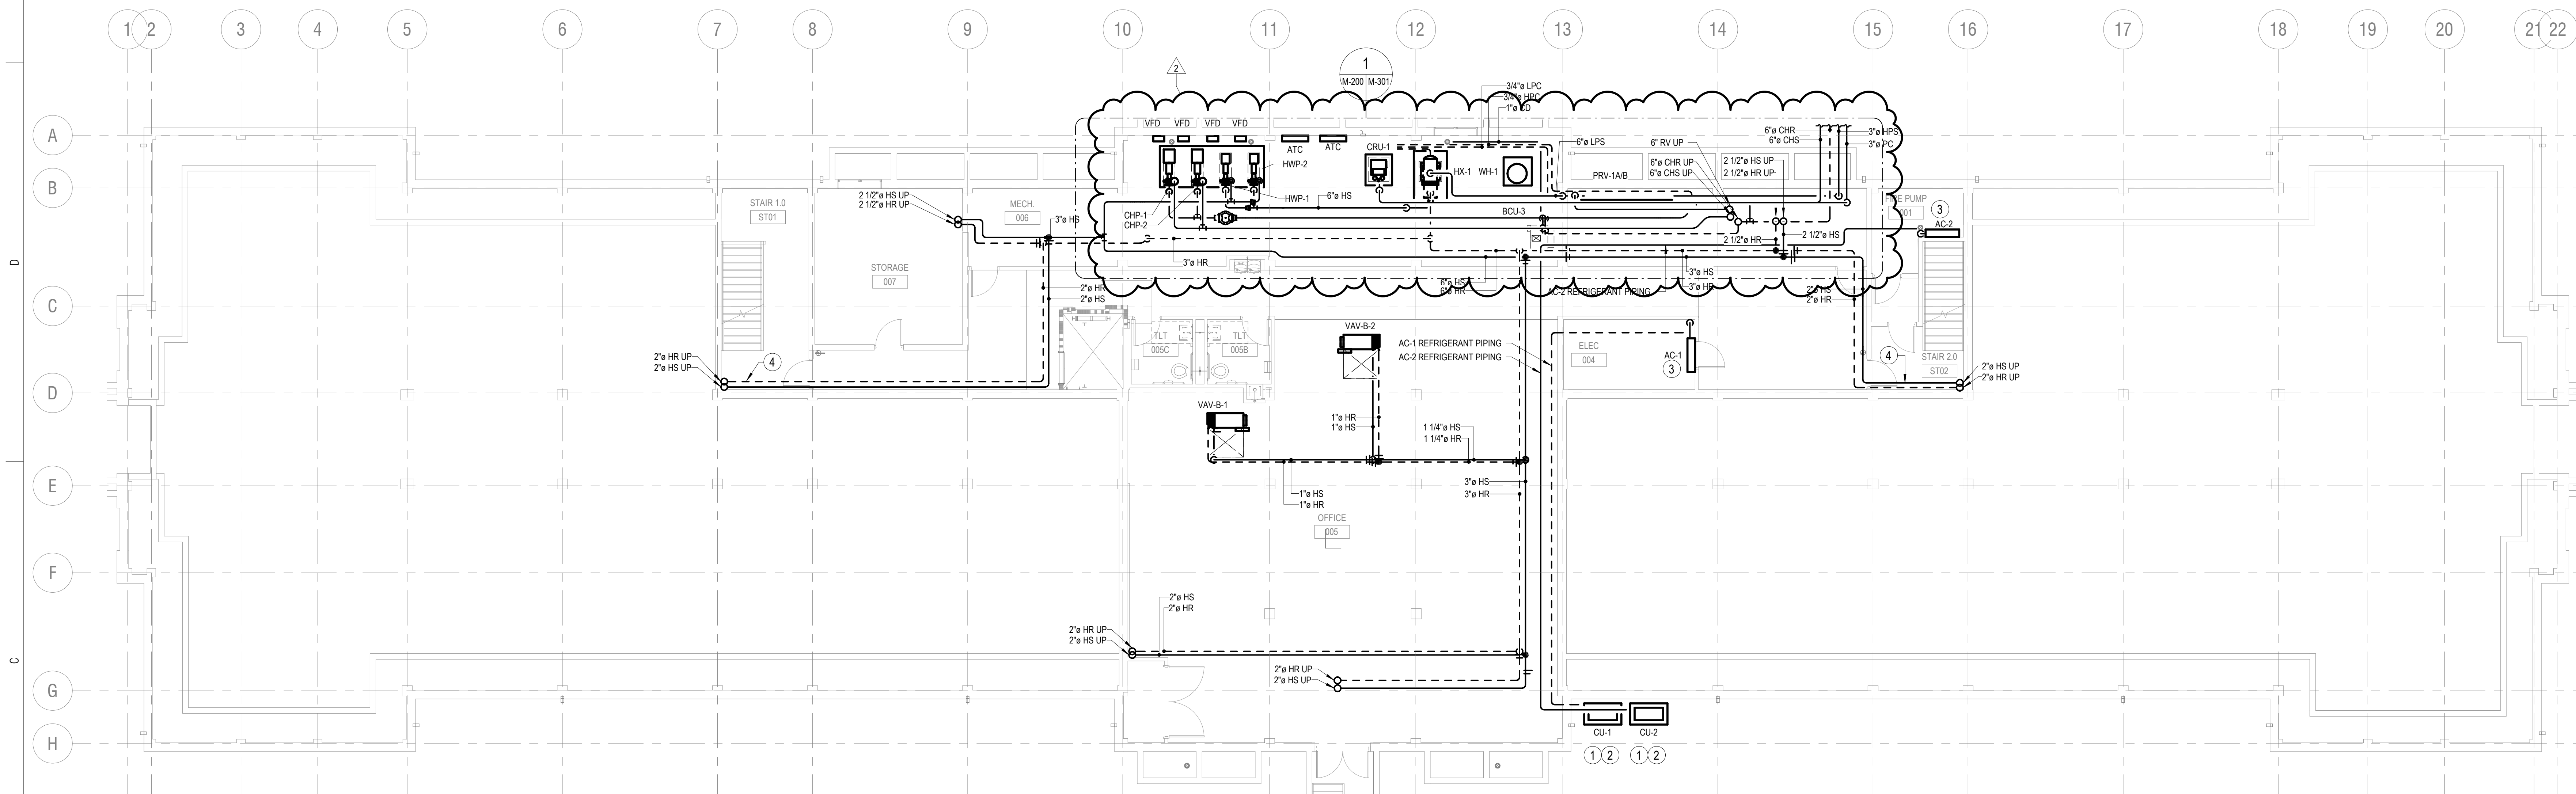 1 2 3 4 5 6 7 8 9 10 11 12 13 14 15 16 17 18 19 20 21 22
2
1
M-200 M-301
3/4"ø LPC
3/4"ø HPC
1"ø CD
A
VFD VFD VFD VFD
ATC ATC
CRU-1
6"ø LPS
6" RV UP
6"ø CHR
6"ø CHS
3"ø HPS
3"ø PC
HWP-2
HX-1 WH-1
6"ø CHR UP
6"ø CHS UP
2 1/2"ø HS UP
2 1/2"ø HR UP
PRV-1A/B
B
2 1/2"ø HS UP
2 1/2"ø HR UP
STAIR 1.0
ST01
MECH.
006
3"ø HS
CHP-1
CHP-2
HWP-1
6"ø HS
BCU-3
FIRE PUMP
001
3
AC-2
2 1/2"ø HR
2 1/2"ø HS
D
STORAGE
007
3"ø HR
3"ø HS
3"ø HR
6"ø HS
6"ø HR
AC-2 REFRIGERANT PIPING
2"ø HR
2"ø HS
2"ø HS
2"ø HR
C
TLT
005C
TLT
005B
VAV-B-2
AC-1 REFRIGERANT PIPING
AC-2 REFRIGERANT PIPING
ELEC
004
AC-1
3
4
STAIR 2.0
ST02
2"ø HR UP
2"ø HS UP
4
2"ø HS UP
2"ø HR UP
D
VAV-B-1
1"ø HR
1"ø HS
1 1/4"ø HS
1 1/4"ø HR
E
1"ø HS
1"ø HR
3"ø HS
3"ø HR
OFFICE
005
F
2"ø HS
2"ø HR
2"ø HR UP
2"ø HS UP
C
2"ø HR UP
2"ø HS UP
G
CU-1 CU-2
H
1 2 1 2